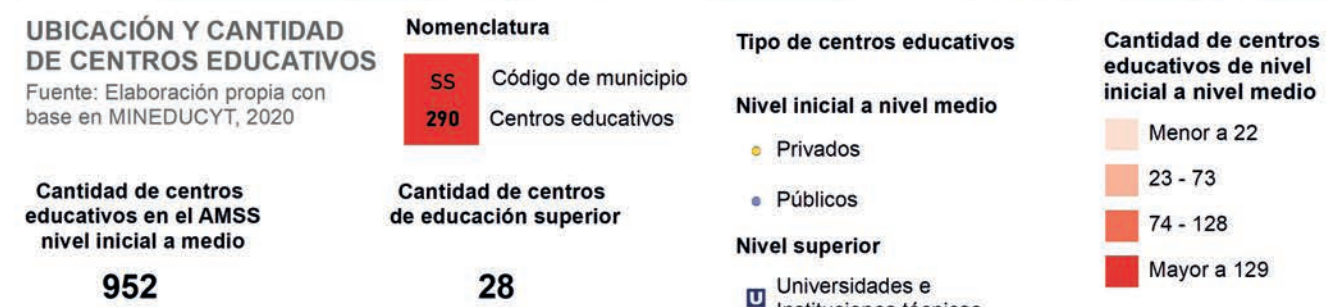 UBICACIÓN Y CANTIDAD
DE CENTROS EDUCATIVOS
Fuente: Elaboración propia con
base en MINEDUCYT, 2020
Cantidad de centros
educativos en el AMSS
nivel inicial a medio
952
Nomenclatura
SS Código de municipio
290 Centros educativos
Cantidad de centros
de educación superior
28
Tipo de centros educativos
Nivel inicial a nivel medio
Privados
Públicos
Nivel superior
U Universidades e
Instituciones técnicas
Cantidad de centros
educativos de nivel
inicial a nivel medio
Menor a 22
23 - 73
74 - 128
Mayor a 129